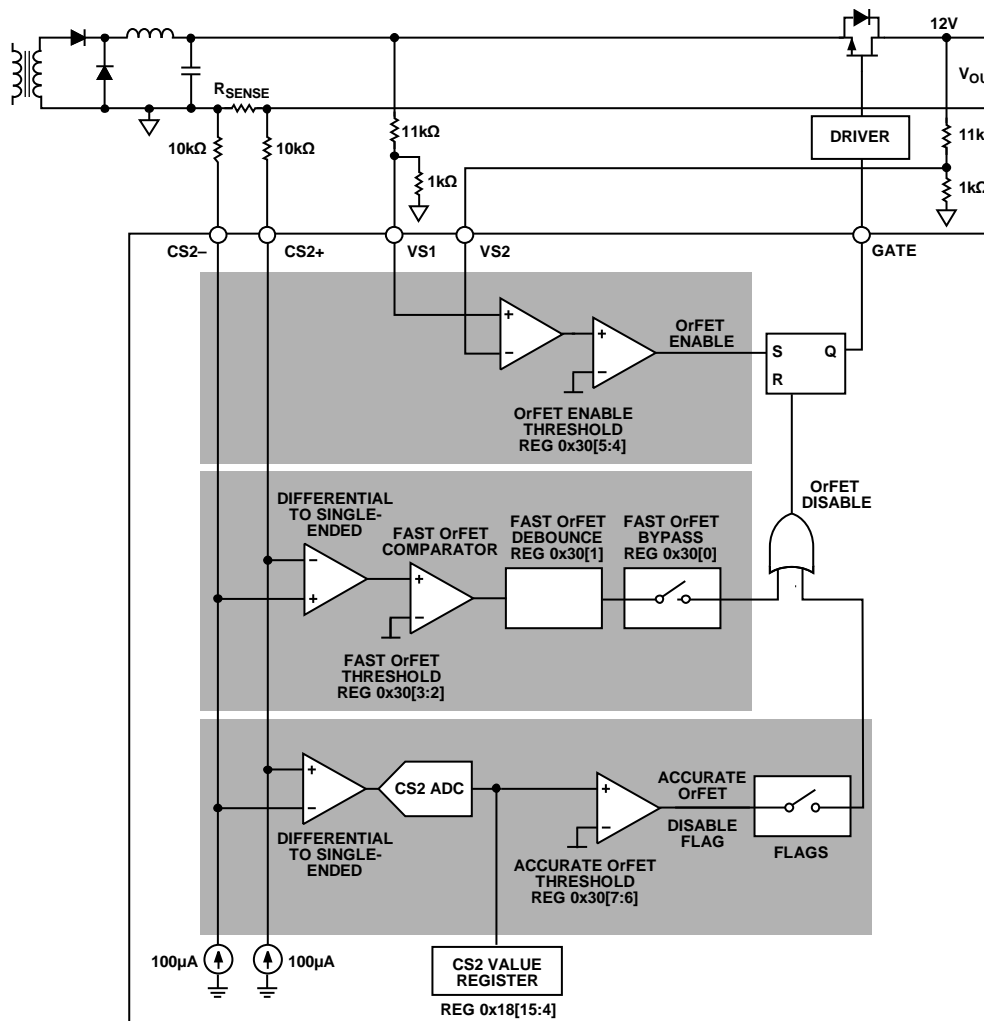 12V
VOU
RSENSE
10kΩ
10kΩ
11kΩ
1kΩ
DRIVER
11k
1kΩ
CS2–
CS2+
VS1
VS2
GATE
+
–
+
–
OrFET
ENABLE
S
Q
R
OrFET ENABLE
THRESHOLD
REG 0x30[5:4]
OrFET
DISABLE
DIFFERENTIAL
TO SINGLE-
ENDED
FAST OrFET
COMPARATOR
FAST OrFET
DEBOUNCE
REG 0x30[1]
FAST OrFET
BYPASS
REG 0x30[0]
–
+
+
–
FAST OrFET
THRESHOLD
REG 0x30[3:2]
+
–
CS2 ADC
+
–
ACCURATE
OrFET
DISABLE
FLAG
FLAGS
DIFFERENTIAL
TO SINGLE-
ENDED
ACCURATE OrFET
THRESHOLD
REG 0x30[7:6]
100µA
100µA
CS2 VALUE
REGISTER
REG 0x18[15:4]